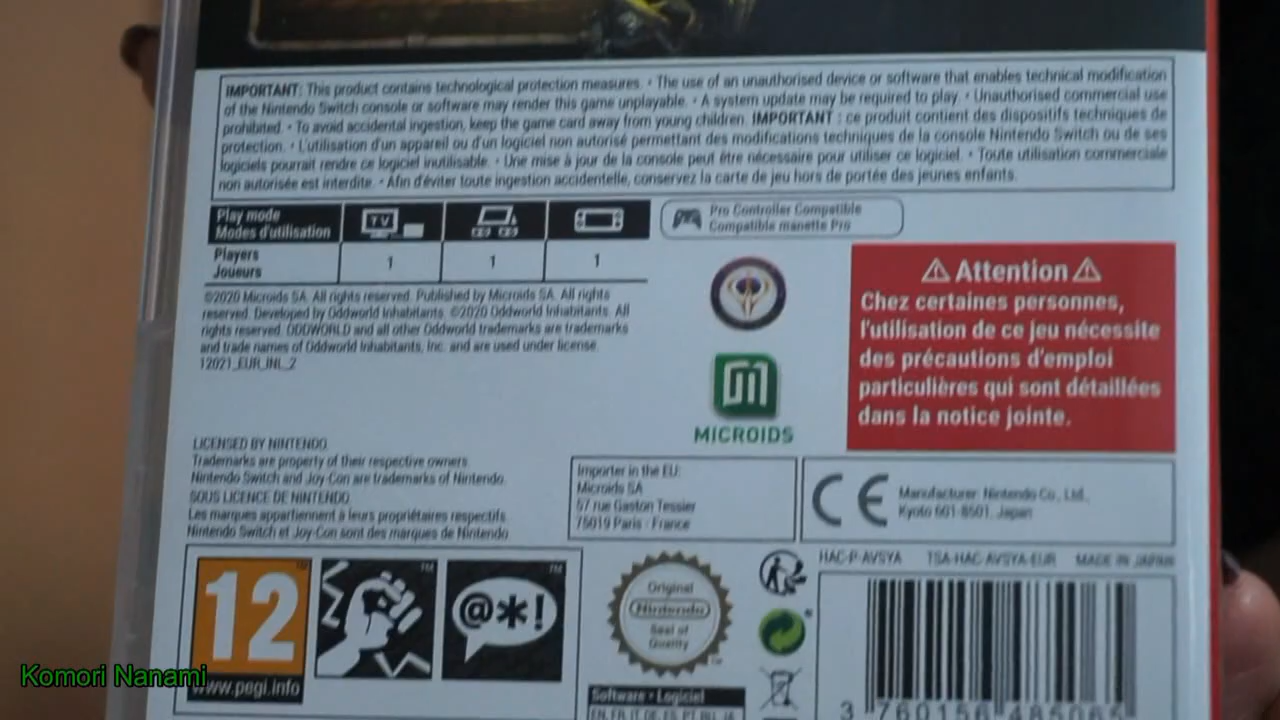 IMPORTANT: This product contains technological protection measures. • The use of an unauthorised device or software that enables technical modification
of the Nintendo Switch console or software may render this game unplayable. • A system update may be required to play. • Unauthorised commercial use
prohibited. • To avoid accidental ingestion, keep the game card away from young children. IMPORTANT : ce produit contient des dispositifs techniques de
protection. • L'utilisation d'un appareil ou d'un logiciel non autorisé permettant des modifications techniques de la console Nintendo Switch ou de ses
logiciels pourrait rendre ce logiciel inutilisable. • Une mise à jour de la console peut être nécessaire pour utiliser ce logiciel. • Toute utilisation commerciale
non autorisée est interdite. • Afin d'éviter toute ingestion accidentelle, conservez la carte de jeu hors de portée des jeunes enfants.
Play mode
Modes d'utilisation
TV
Pro Controller Compatible
Compatible manette Pro
Players
Joueurs
1 1 1
©2020 Microids SA. All rights reserved. Published by Microids SA. All rights
reserved. Developed by Oddworld Inhabitants. ©2020 Oddworld Inhabitants. All
rights reserved. ODDWORLD and all other Oddworld trademarks are trademarks
and trade names of Oddworld Inhabitants, Inc. and are used under license.
12021_EUR_INL_2
MICROIDS
⚠ Attention ⚠
Chez certaines personnes,
l'utilisation de ce jeu nécessite
des précautions d'emploi
particulières qui sont détaillées
dans la notice jointe.
LICENSED BY NINTENDO.
Trademarks are property of their respective owners.
Nintendo Switch and Joy-Con are trademarks of Nintendo.
SOUS LICENCE DE NINTENDO.
Les marques appartiennent à leurs propriétaires respectifs.
Nintendo Switch et Joy-Con sont des marques de Nintendo.
Importer in the EU:
Microids SA
57 rue Gaston Tessier
75019 Paris - France
CE
Manufacturer: Nintendo Co., Ltd.,
Kyoto 601-8501, Japan
HAC-P-AVSYA TSA-HAC-AVSYA-EUR MADE IN JAPAN
12
www.pegi.info
@*!
Original
Nintendo
Seal of
Quality
Software • Logiciel
3 760156 485065
Komori Nanami